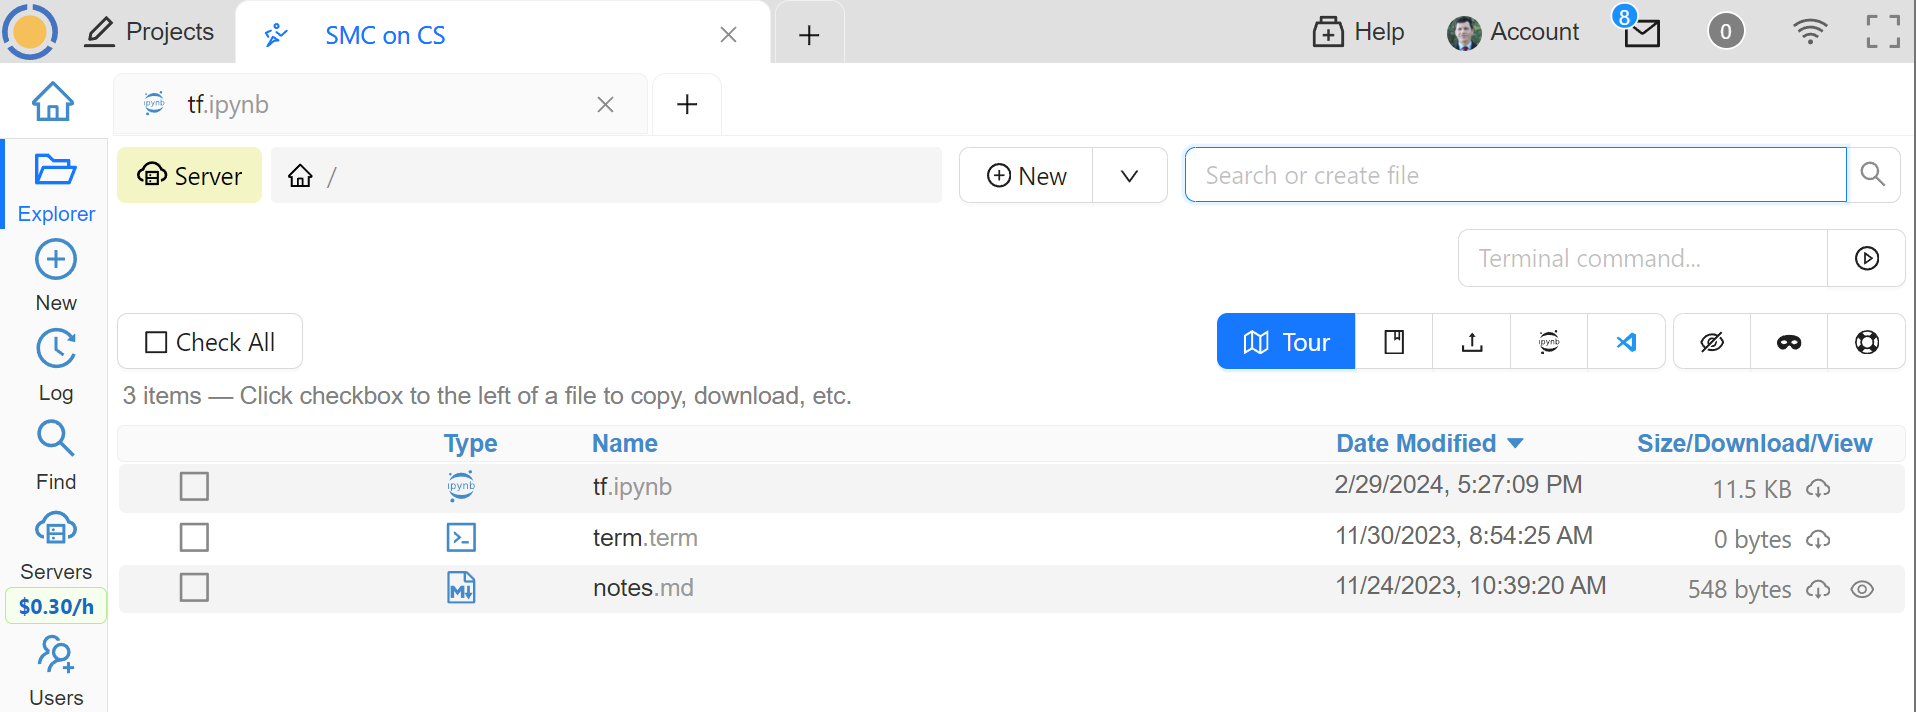 Projects
SMC on CS
Help
Account
8
0
tf.ipynb
Server
/
New
Search or create file
Explorer
New
Terminal command...
Check All
Tour
ipynb
Log
3 items — Click checkbox to the left of a file to copy, download, etc.
Type Name Date Modified Size/Download/View
Find
ipynb tf.ipynb 2/29/2024, 5:27:09 PM 11.5 KB
term.term 11/30/2023, 8:54:25 AM 0 bytes
Servers
notes.md 11/24/2023, 10:39:20 AM 548 bytes
$0.30/h
Users